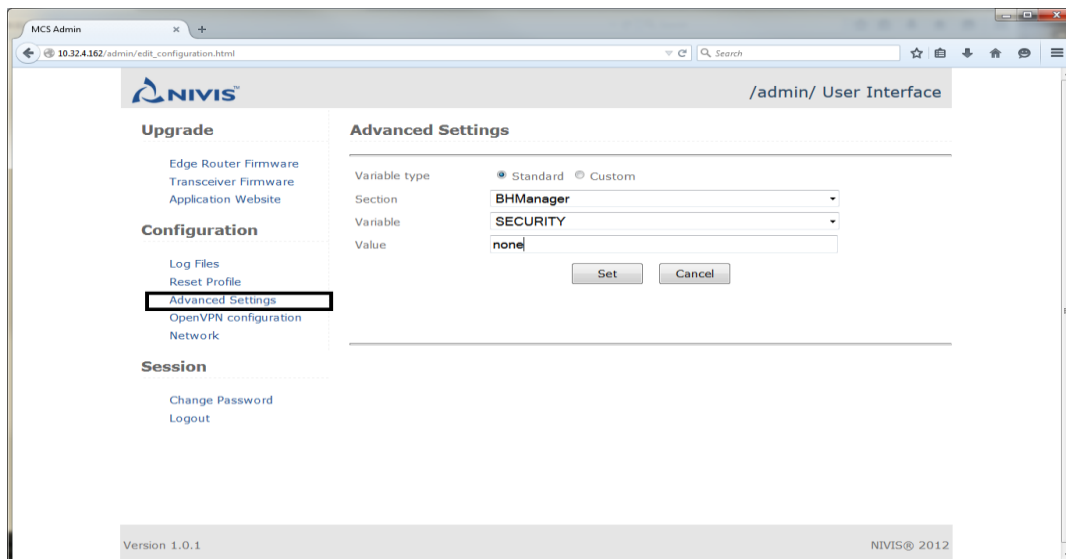 MCS Admin
10.32.4.162/admin/edit_configuration.html
Search
NIVIS™
/admin/ User Interface
Upgrade
Edge Router Firmware
Transceiver Firmware
Application Website
Configuration
Log Files
Reset Profile
Advanced Settings
OpenVPN configuration
Network
Session
Change Password
Logout
Advanced Settings
Variable type Standard Custom
Section BHManager
Variable SECURITY
Value none
Set Cancel
Version 1.0.1 NIVIS® 2012